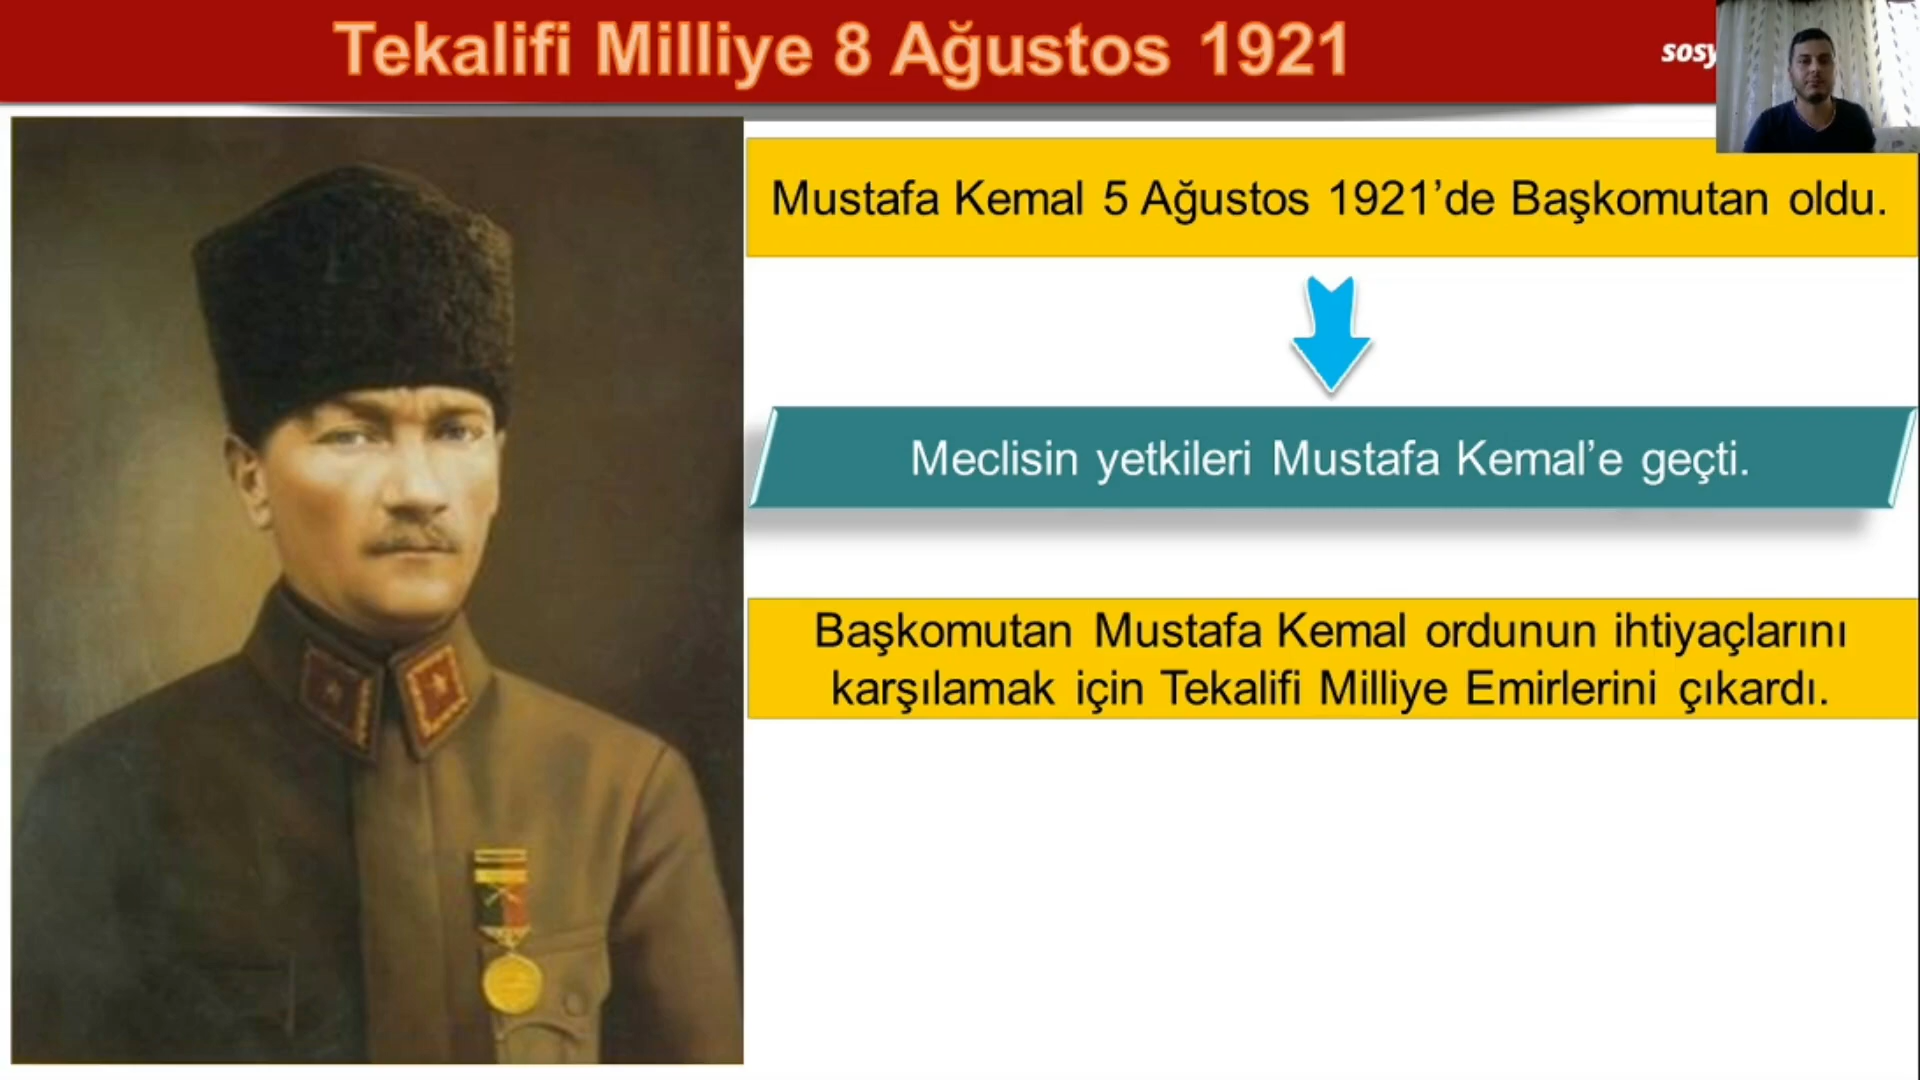 Tekalifi Milliye 8 Ağustos 1921
Mustafa Kemal 5 Ağustos 1921’de Başkomutan oldu.
Meclisin yetkileri Mustafa Kemal’e geçti.
Başkomutan Mustafa Kemal ordunun ihtiyaçlarını
karşılamak için Tekalifi Milliye Emirlerini çıkardı.